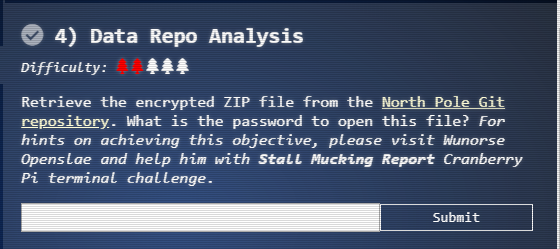 4) Data Repo Analysis
Difficulty:
Retrieve the encrypted ZIP file from the North Pole Git
repository. What is the password to open this file? For
hints on achieving this objective, please visit Wunorse
Openslae and help him with Stall Mucking Report Cranberry
Pi terminal challenge.
Submit